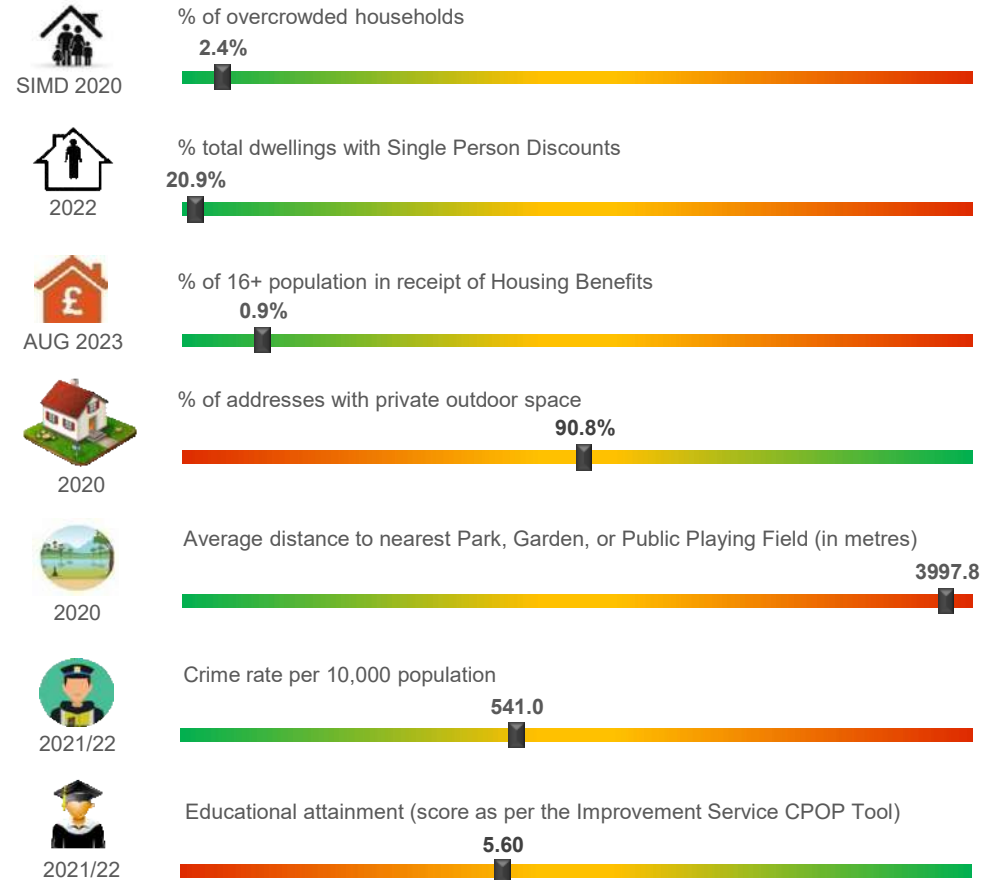 % of overcrowded households
2.4%
SIMD 2020
% total dwellings with Single Person Discounts
20.9%
2022
% of 16+ population in receipt of Housing Benefits
0.9%
£
AUG 2023
% of addresses with private outdoor space
90.8%
2020
Average distance to nearest Park, Garden, or Public Playing Field (in metres)
3997.8
2020
Crime rate per 10,000 population
541.0
2021/22
Educational attainment (score as per the Improvement Service CPOP Tool)
5.60
2021/22